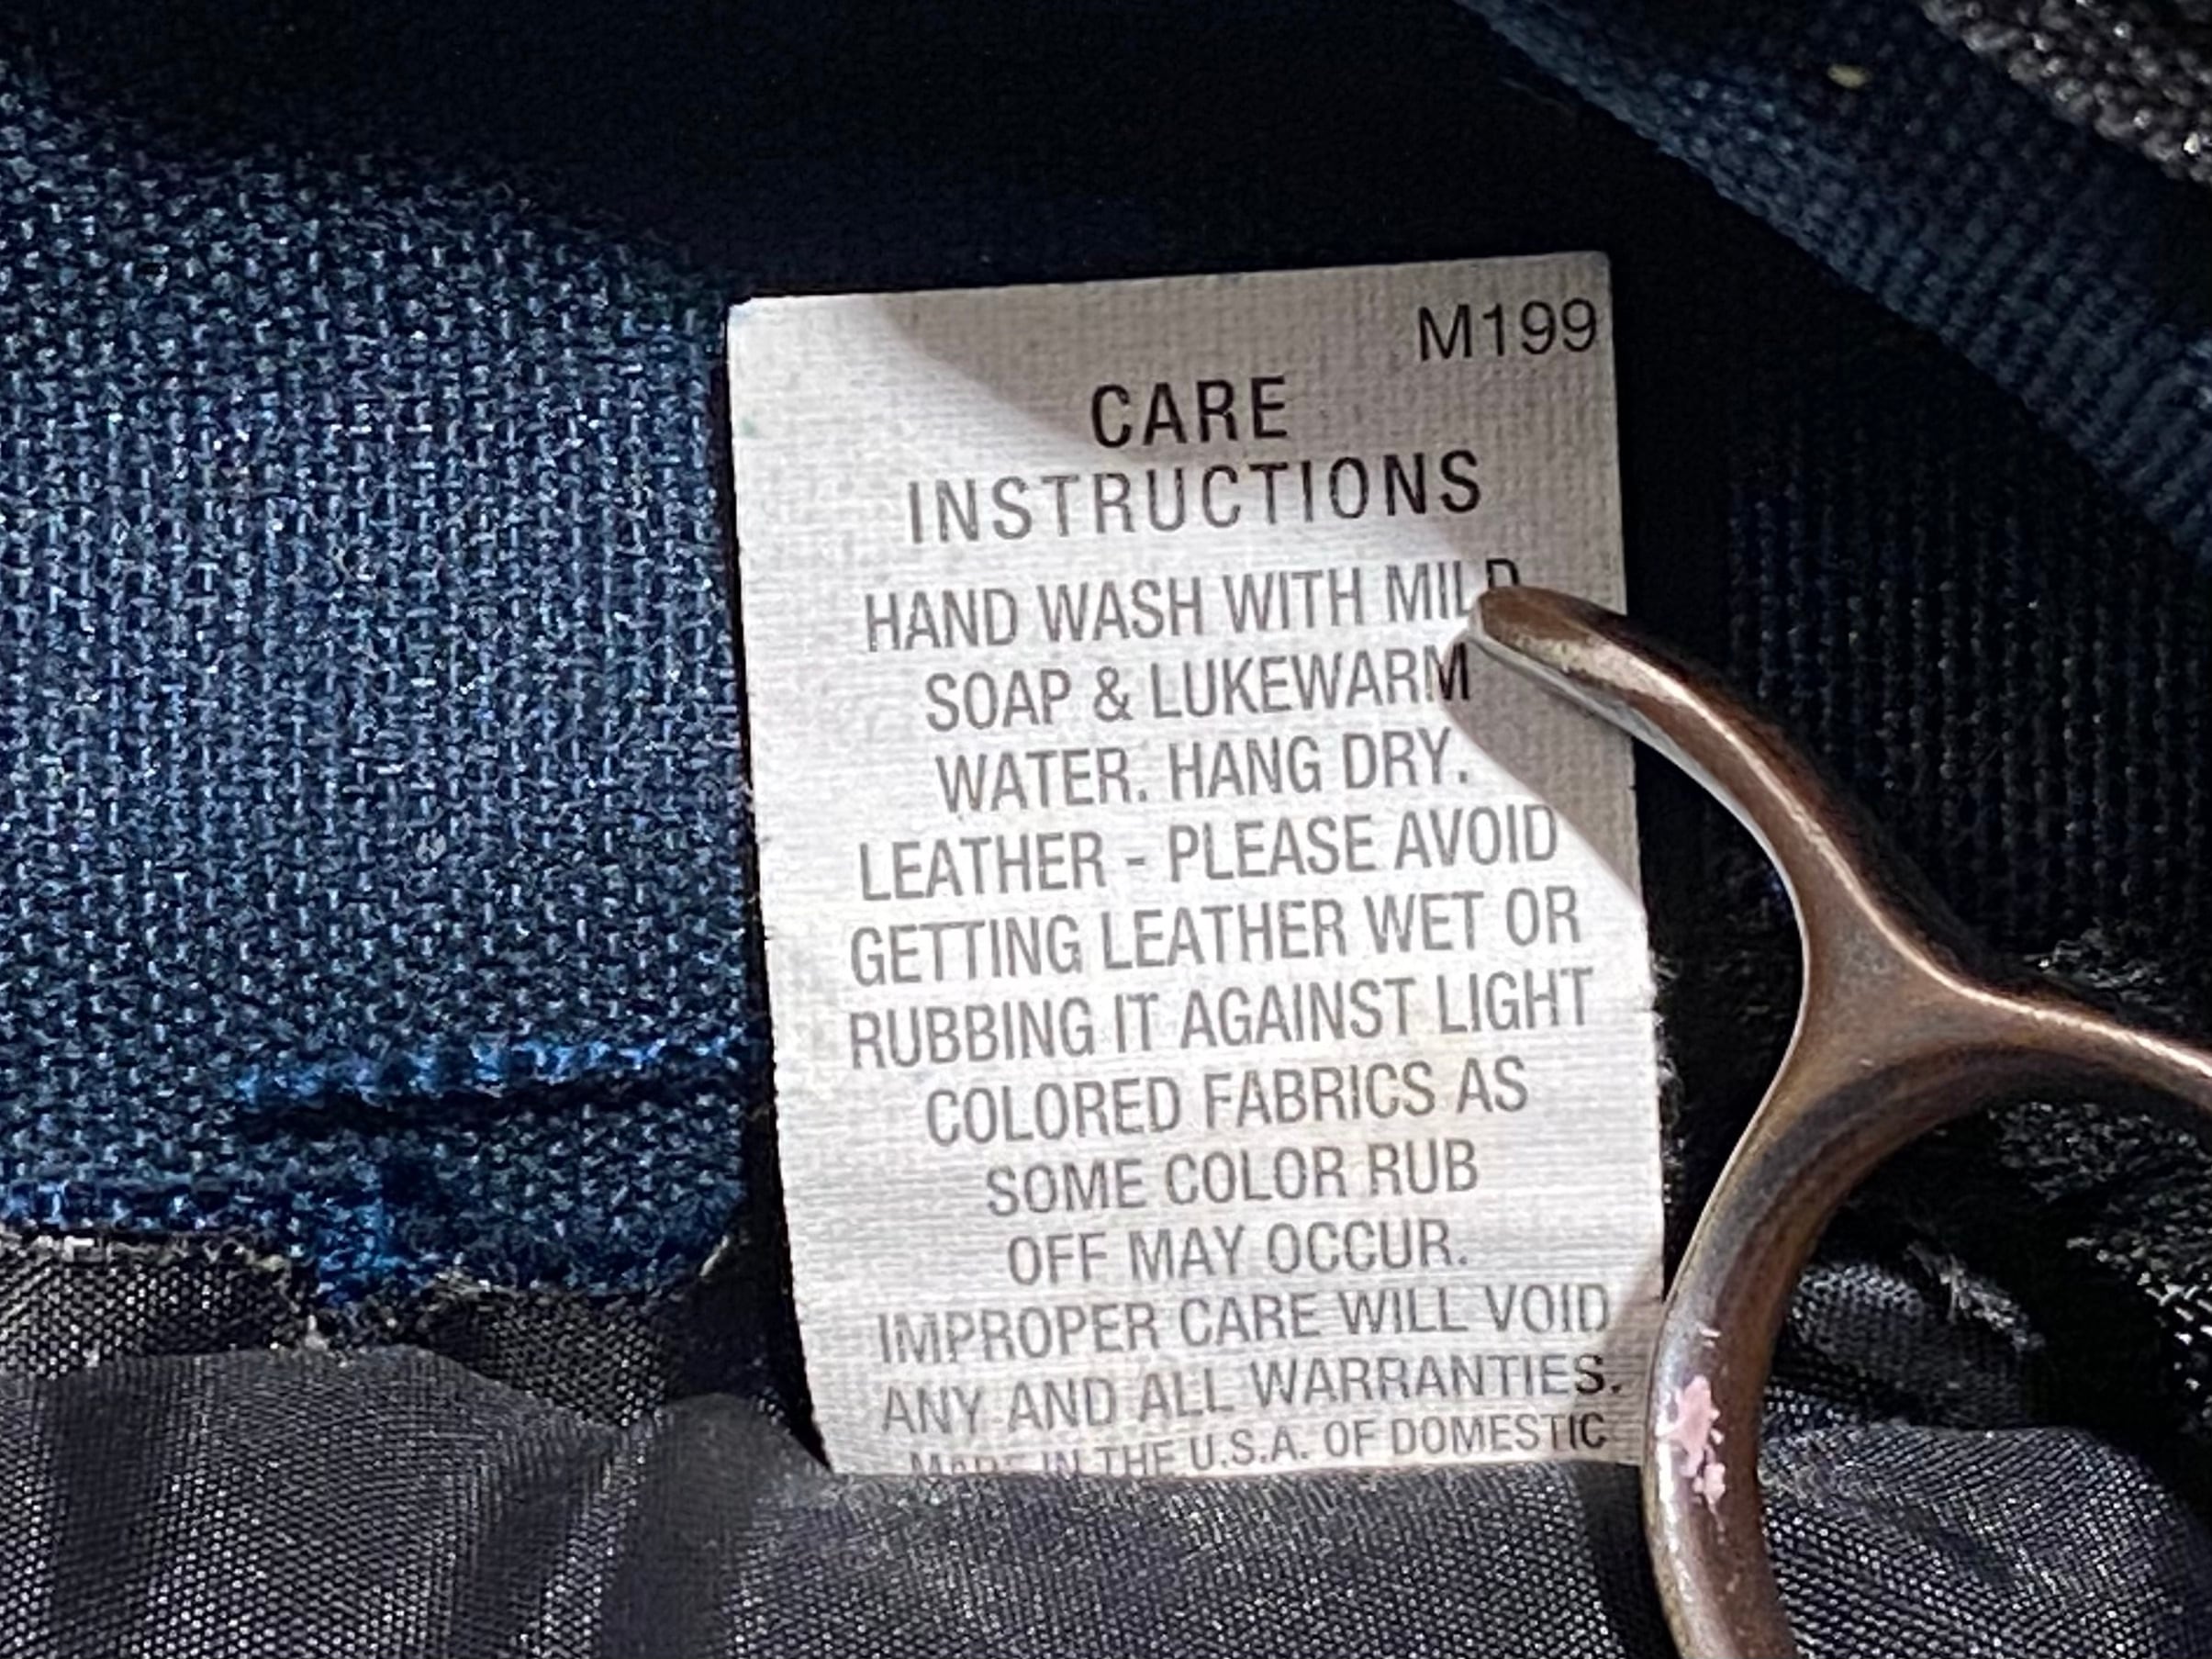 M199
CARE
INSTRUCTIONS
HAND WASH WITH MILD
SOAP & LUKEWARM
WATER. HANG DRY.
LEATHER - PLEASE AVOID
GETTING LEATHER WET OR
RUBBING IT AGAINST LIGHT
COLORED FABRICS AS
SOME COLOR RUB
OFF MAY OCCUR.
IMPROPER CARE WILL VOID
ANY AND ALL WARRANTIES.
MADE IN THE U.S.A. OF DOMESTIC